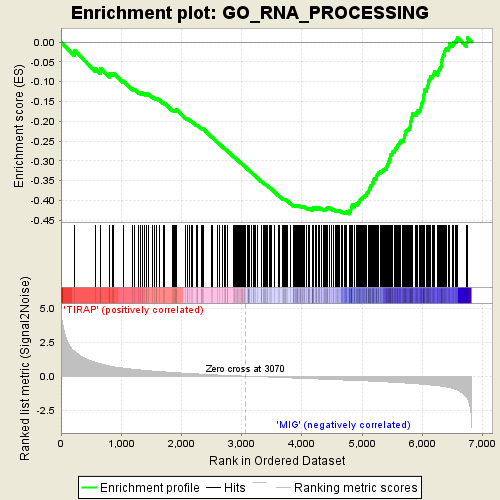 Enrichment plot: GO_RNA_PROCESSING
Enrichment score (ES)
0.00
-0.05
-0.10
-0.15
-0.20
-0.25
-0.30
-0.35
-0.40
-0.45
Ranked list metric (Signal2Noise)
5.0
2.5
0.0
-2.5
'TIRAP' (positively correlated)
Zero cross at 3070
'MIG' (negatively correlated)
0
1,000
2,000
3,000
4,000
5,000
6,000
7,000
Rank in Ordered Dataset
Enrichment profile
Hits
Ranking metric scores